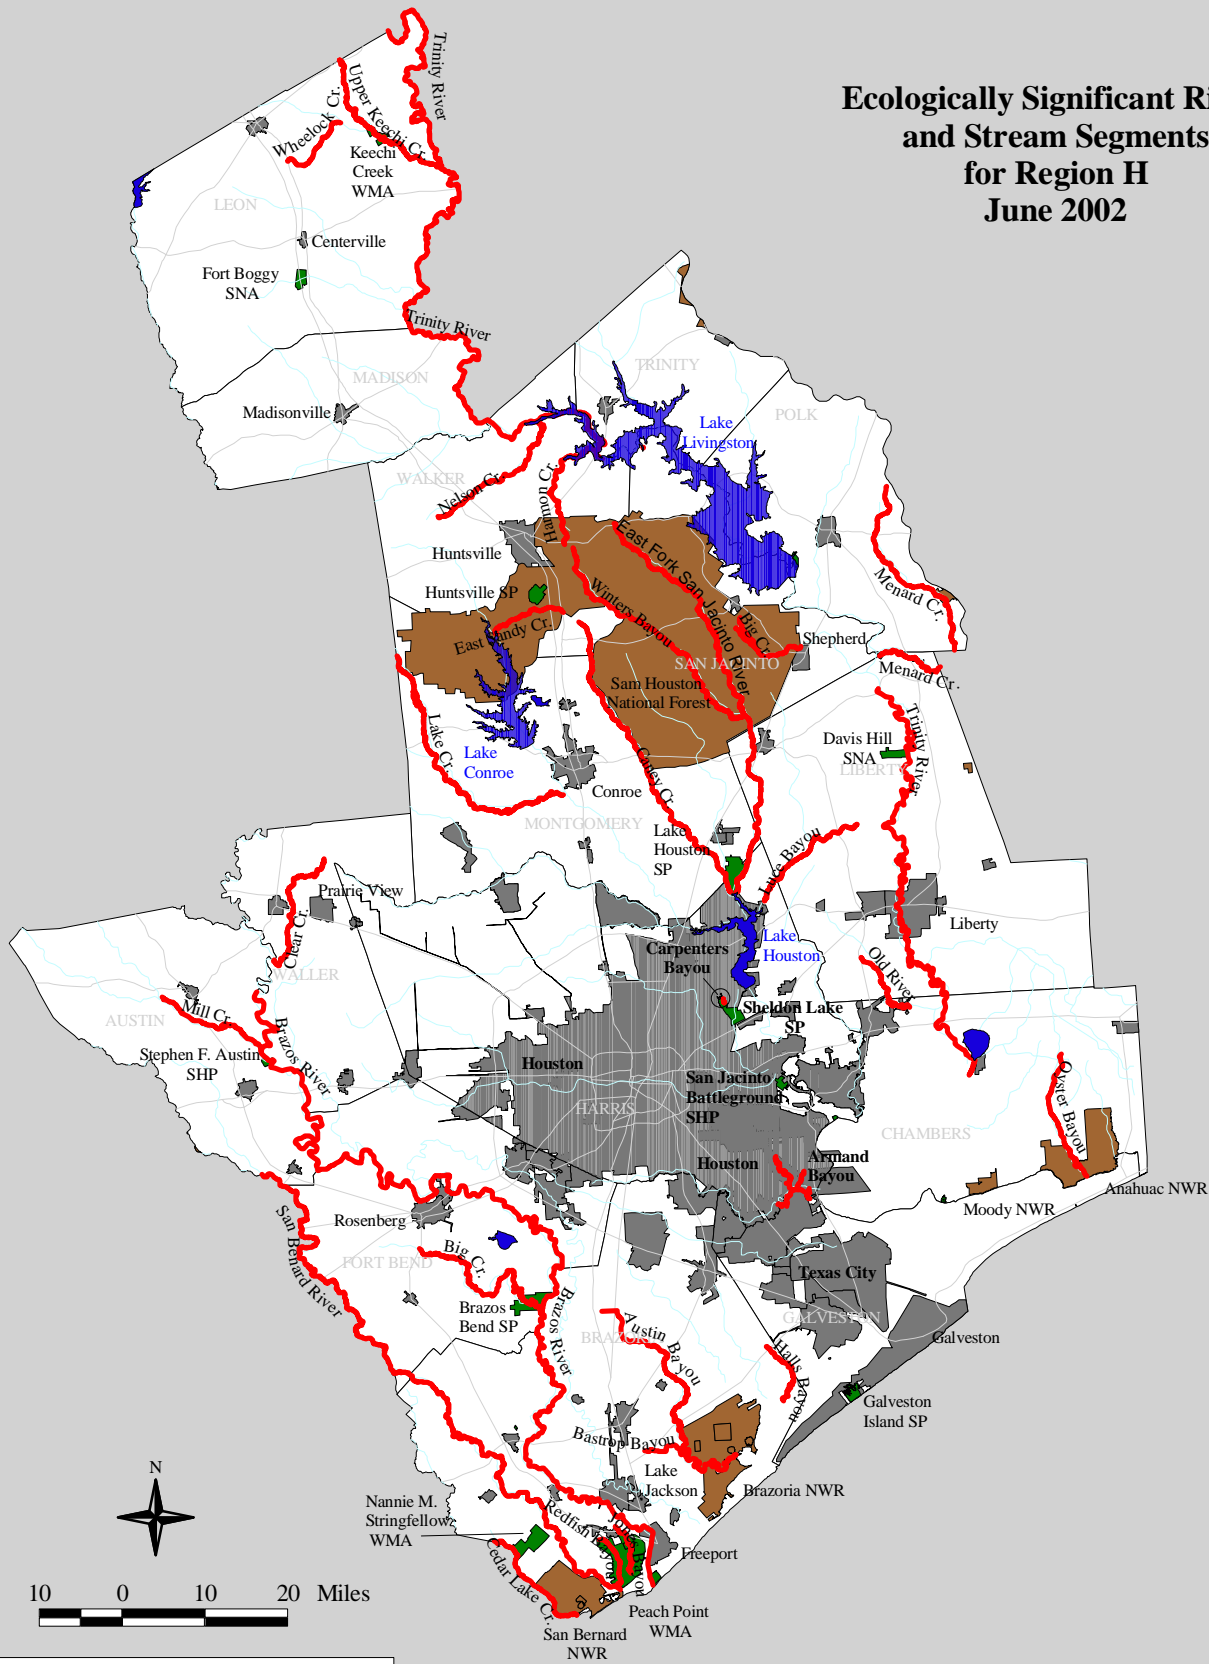 Ecologically Significant Ri
and Stream Segments
for Region H
June 2002
Trinity River
Upper Keechi Cr.
Wheelock Cr.
Keechi
Creek
WMA
LEON
Centerville
Fort Boggy
SNA
Trinity River
MADISON
Madisonville
TRINITY
POLK
Lake
Livingston
WALKER
Nelson Cr.
Harmon Cr.
Huntsville
East Fork San Jacinto River
Huntsville SP
Winters Bayou
Menard Cr.
East Sandy Cr.
Big Cr.
Shepherd
SAN JACINTO
Menard Cr.
Sam Houston
National Forest
Lake Cr.
Lake
Conroe
Caney Cr.
Trinity River
Davis Hill
SNA
LIBERTY
Conroe
MONTGOMERY
Lake
Houston
SP
Luce Bayou
Prairie View
Clear Cr.
Liberty
Carpenters
Bayou
Lake
Houston
Old River
WALLER
Mill Cr.
AUSTIN
Sheldon Lake
SP
Brazos River
Stephen F. Austin
SHP
Houston
San Jacinto
Battleground
SHP
HARRIS
Oyster Bayou
CHAMBERS
Houston
Armand
Bayou
Anahuac NWR
Moody NWR
San Benard River
Rosenberg
Big Cr.
FORT BEND
Texas City
Brazos
Bend SP
Brazos River
Austin Bayou
GALVESTON
Galveston
Halls Bayou
Galveston
Island SP
Bastrop Bayou
Lake
Jackson
Brazoria NWR
N
Nannie M.
Stringfellow
WMA
Redfish Bayou
Jones Bayou
Freeport
Cedar Lake Cr.
10 0 10 20 Miles
Peach Point
WMA
San Bernard
NWR